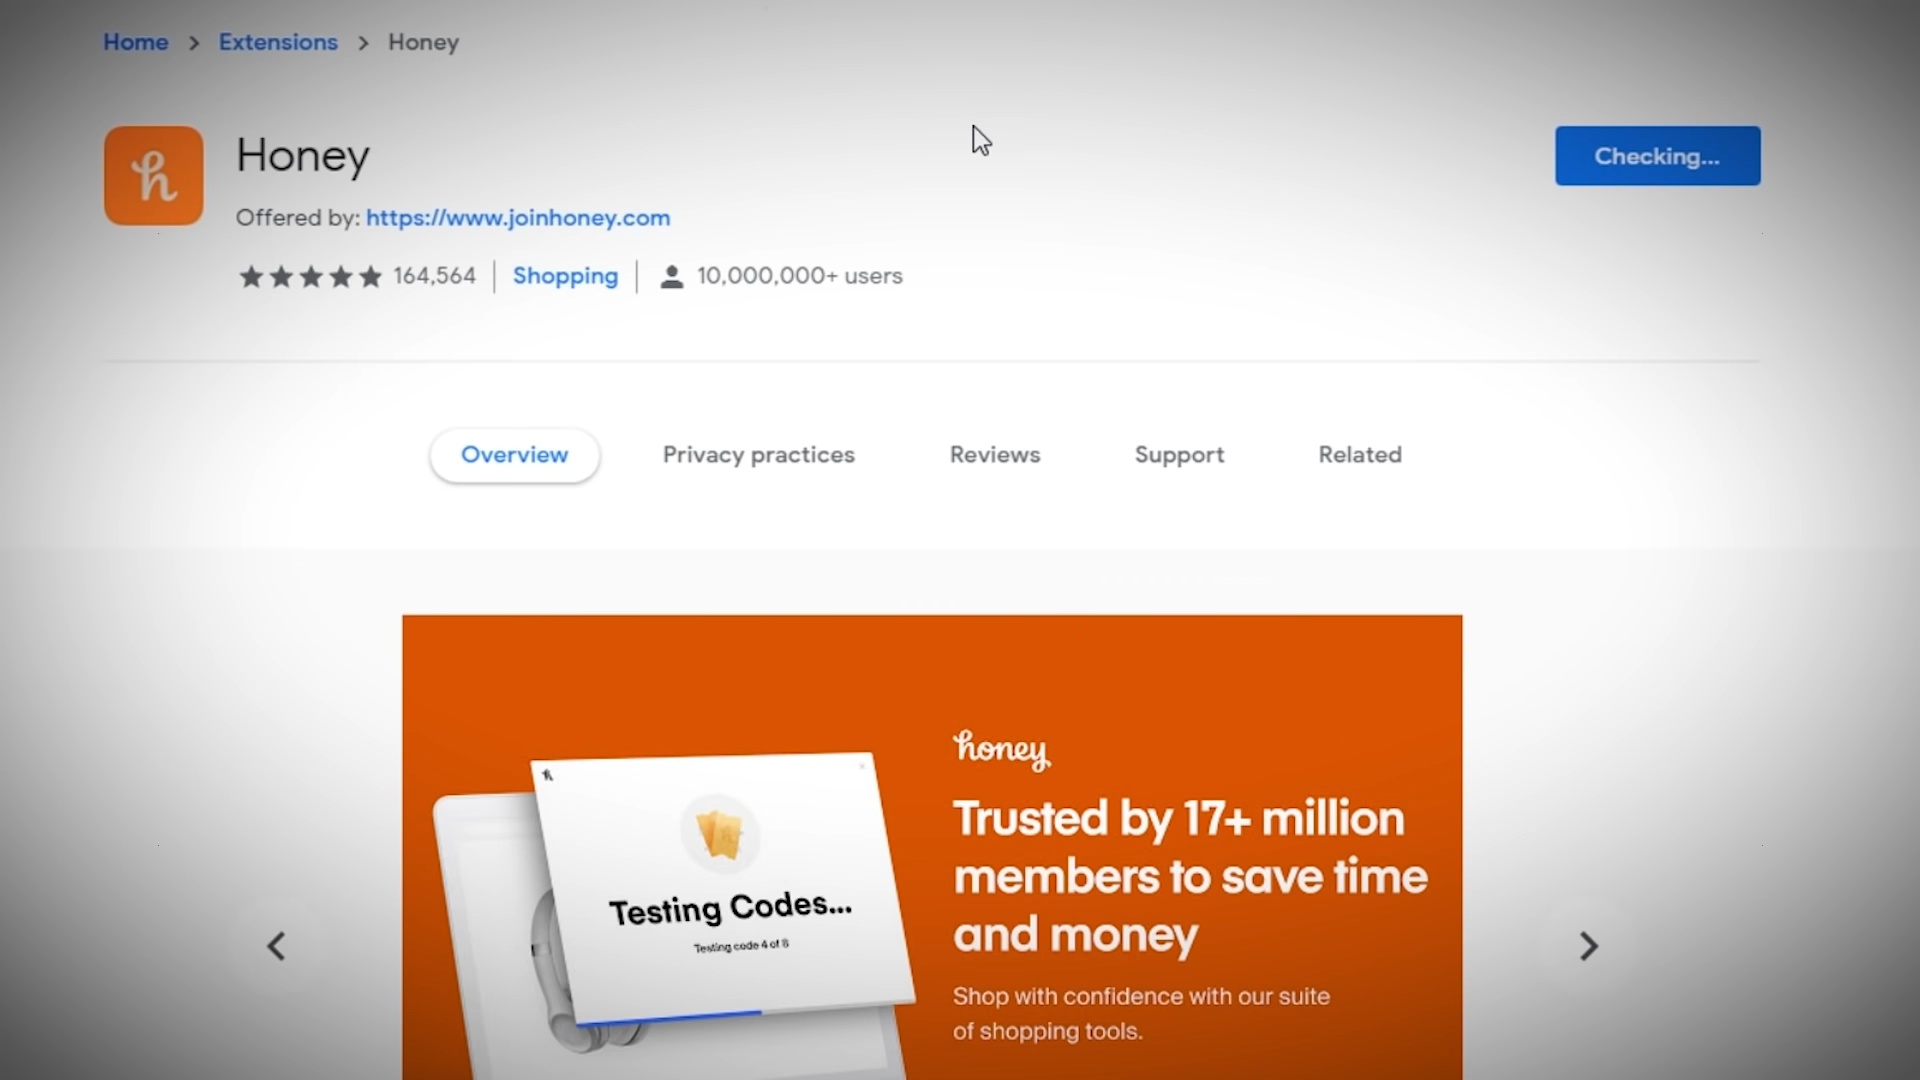 Home > Extensions > Honey
Honey
Checking...
Offered by: https://www.joinhoney.com
164,564 | Shopping | 10,000,000+ users
Overview Privacy practices Reviews Support Related
honey
Trusted by 17+ million
members to save time
and money
Shop with confidence with our suite
of shopping tools.
h
Testing Codes...
Testing code 4 of 8